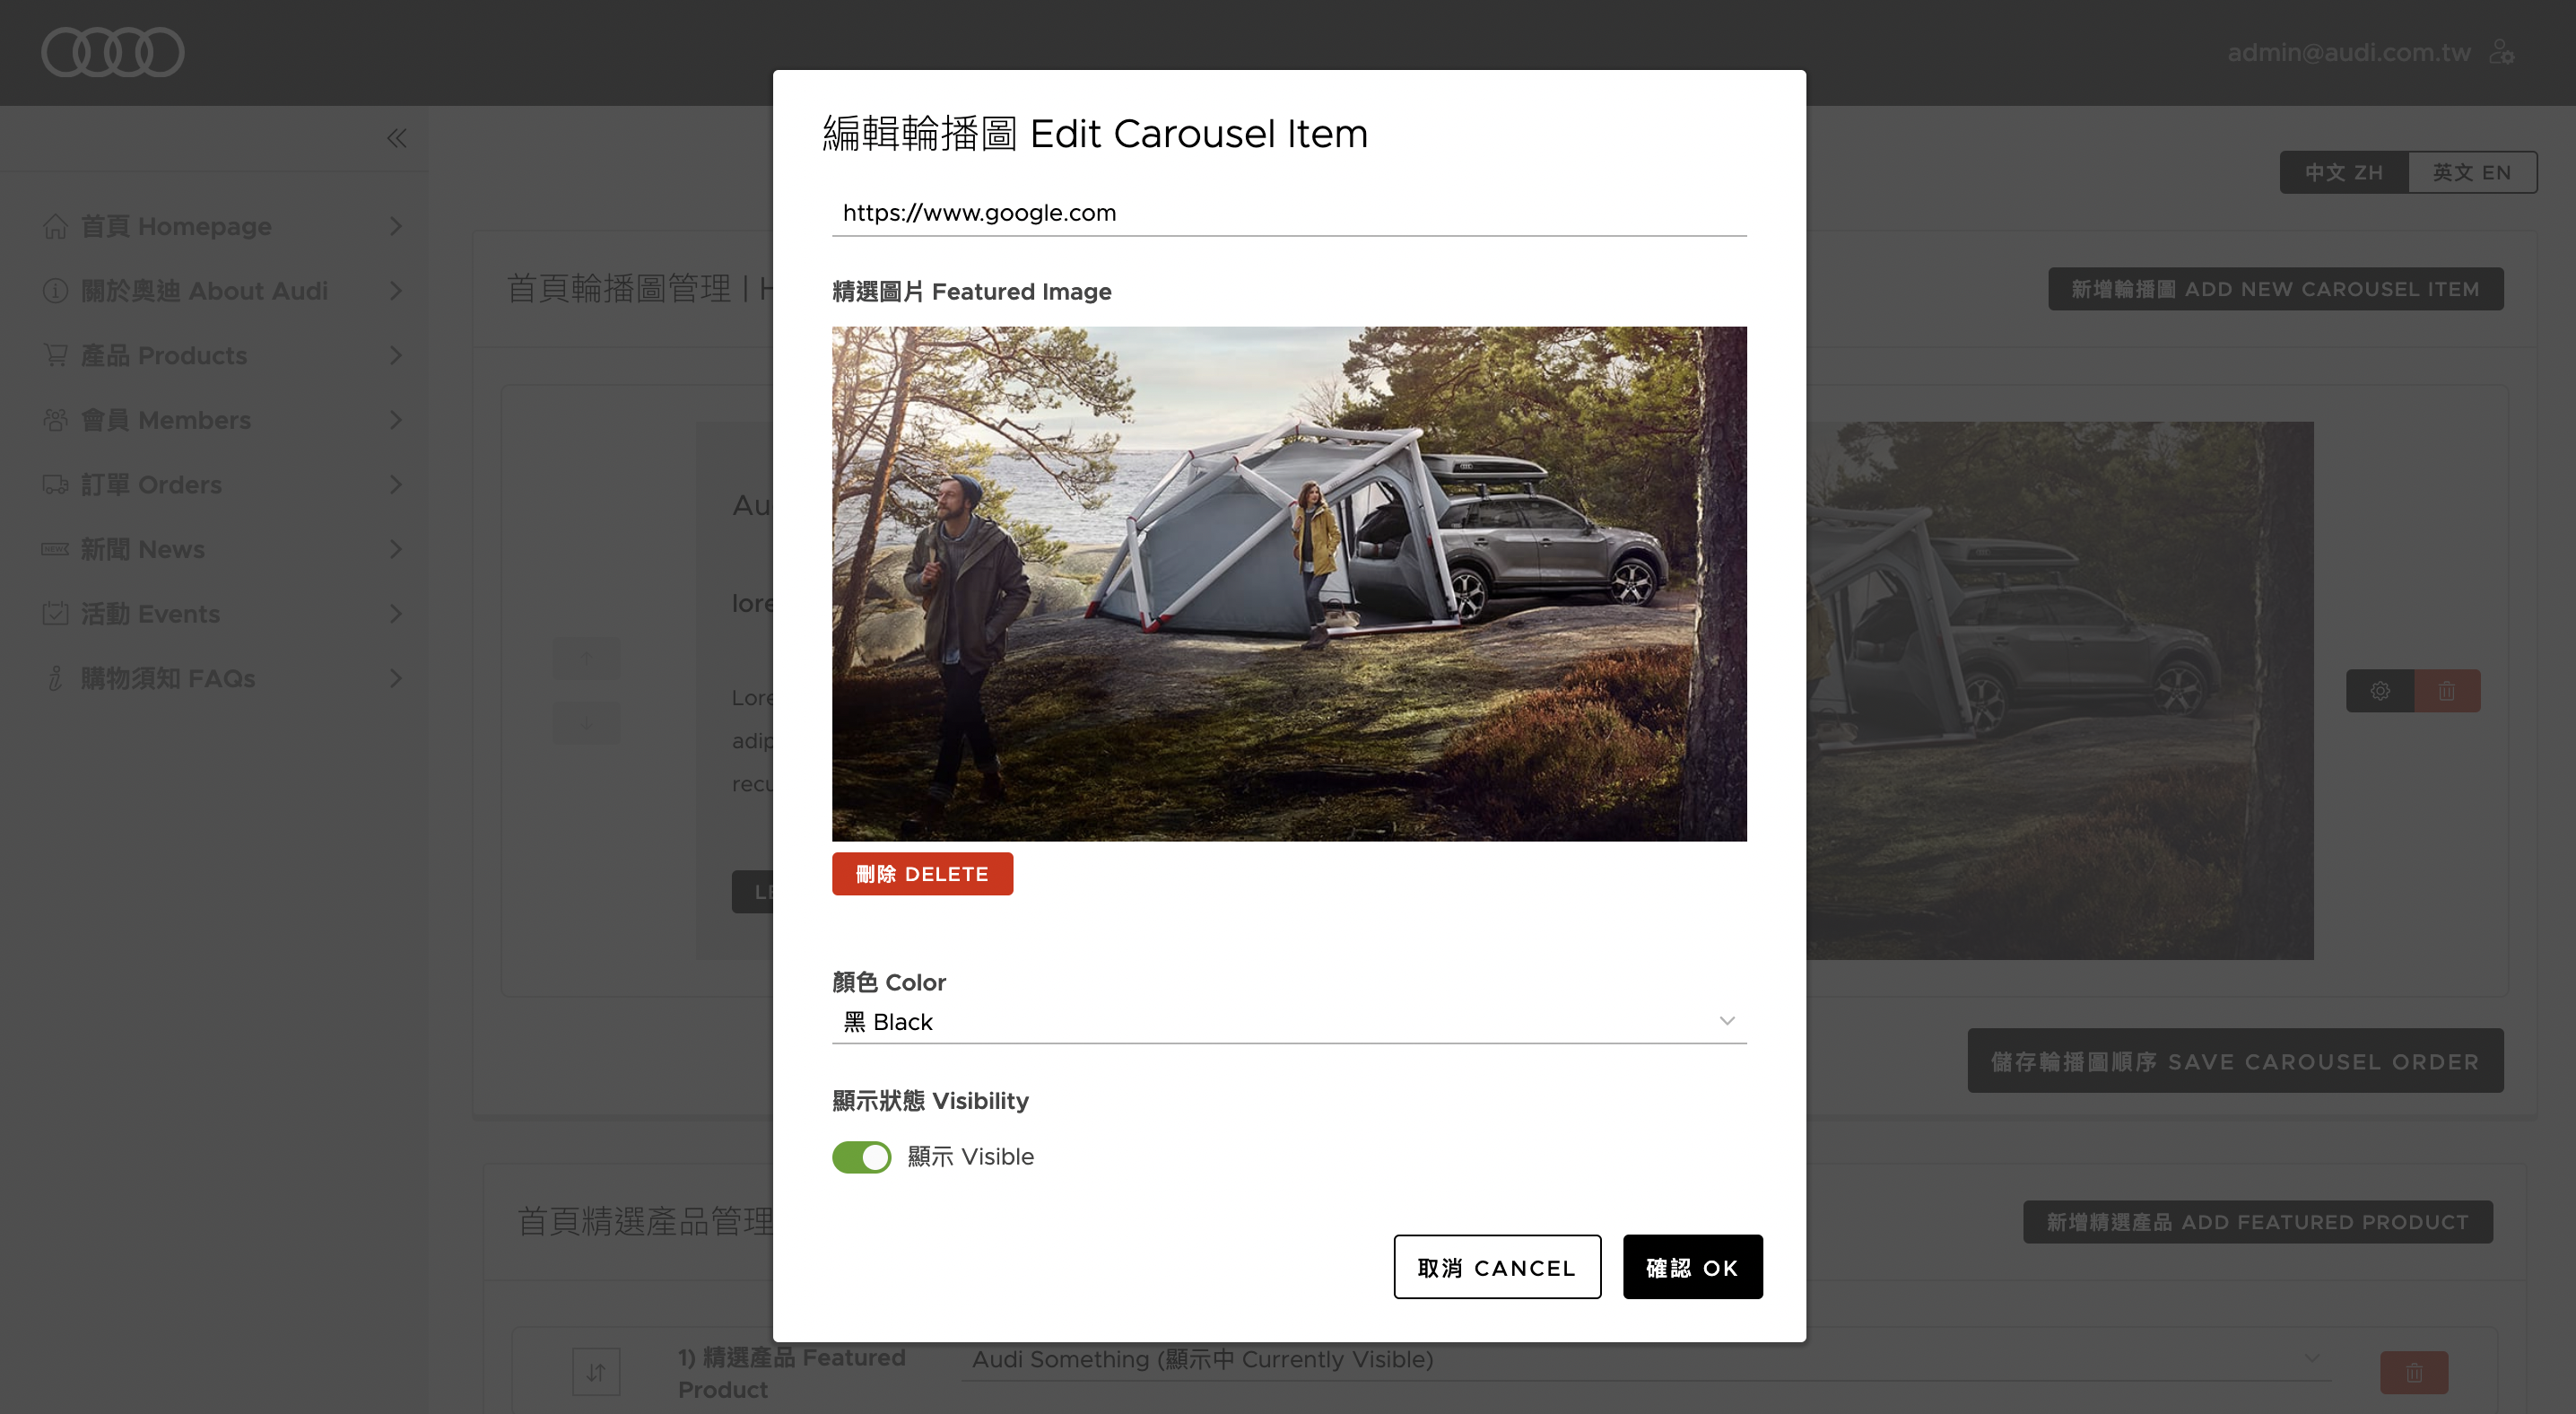 admin@audi.com.tw
編輯輪播圖 Edit Carousel Item
中文 ZH
英文 EN
https://www.google.com
首頁 Homepage
關於奧迪 About Audi
產品 Products
會員 Members
訂單 Orders
NEW
新聞 News
活動 Events
購物須知 FAQs
首頁輪播圖管理 | H
新增輪播圖 ADD NEW CAROUSEL ITEM
精選圖片 Featured Image
Au
lore
Lore
adip
recu
LE
刪除 DELETE
顏色 Color
黑 Black
儲存輪播圖順序 SAVE CAROUSEL ORDER
顯示狀態 Visibility
顯示 Visible
首頁精選產品管理
新增精選產品 ADD FEATURED PRODUCT
取消 CANCEL
確認 OK
1) 精選產品 Featured
Product
Audi Something (顯示中 Currently Visible)